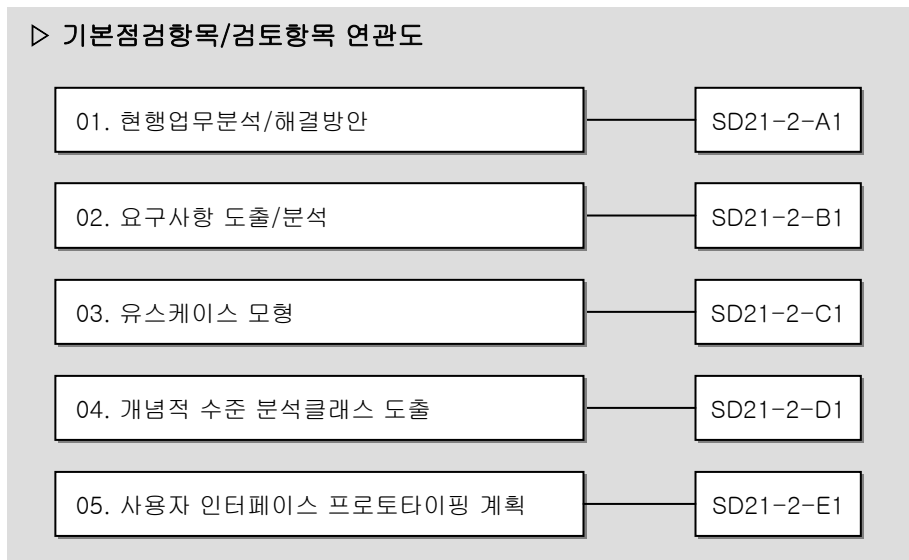 ▷ 기본점검항목/검토항목 연관도
01. 현행업무분석/해결방안 SD21-2-A1
02. 요구사항 도출/분석 SD21-2-B1
03. 유스케이스 모형 SD21-2-C1
04. 개념적 수준 분석클래스 도출 SD21-2-D1
05. 사용자 인터페이스 프로토타이핑 계획 SD21-2-E1